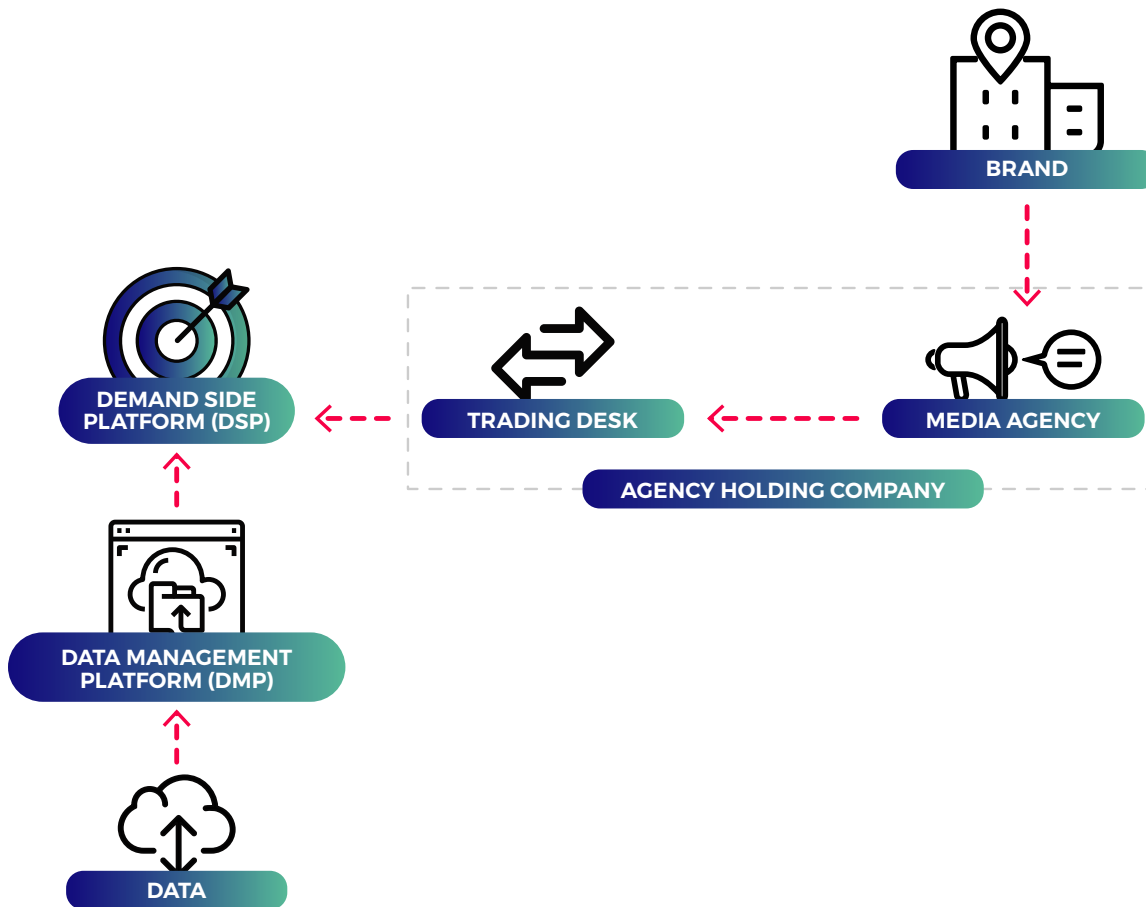 BRAND
DEMAND SIDE
PLATFORM (DSP)
TRADING DESK
MEDIA AGENCY
AGENCY HOLDING COMPANY
DATA MANAGEMENT
PLATFORM (DMP)
DATA